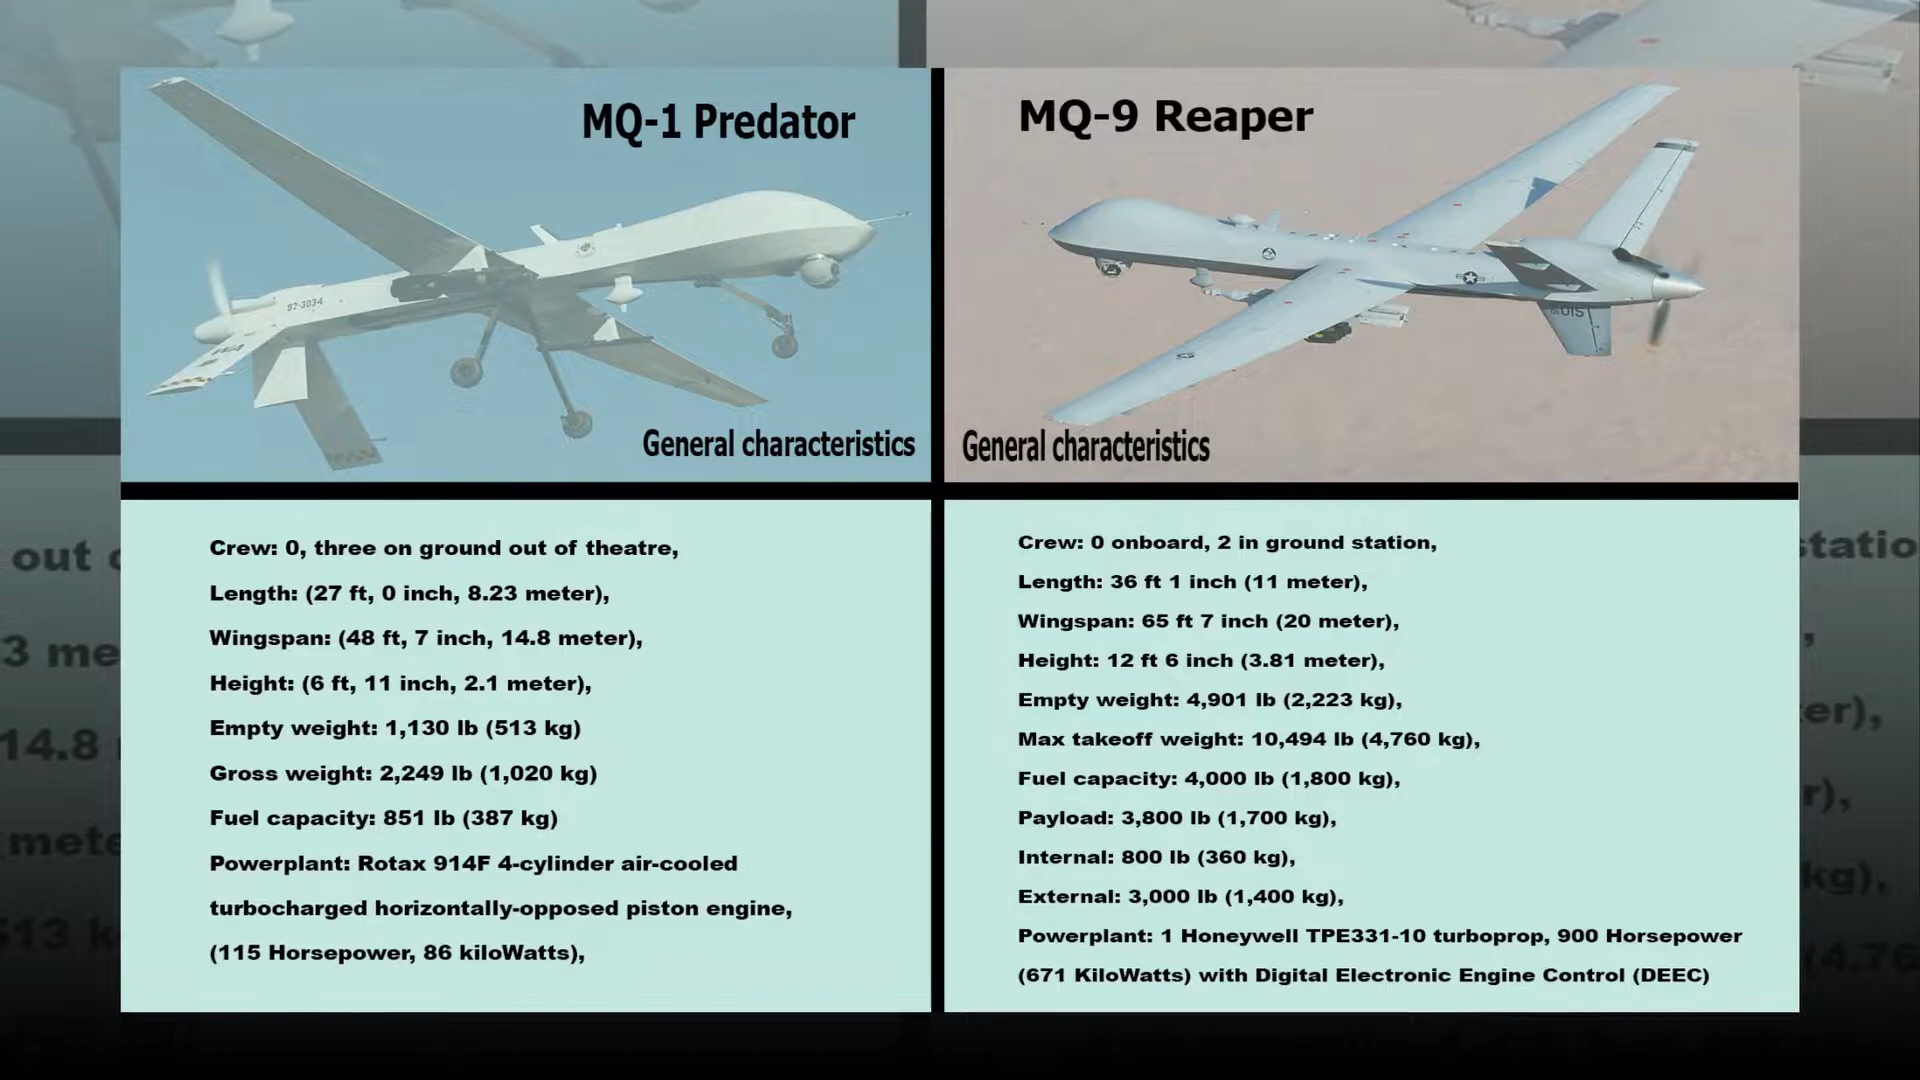 MQ-1 Predator
92-3034
WA
General characteristics
Crew: 0, three on ground out of theatre,
Length: (27 ft, 0 inch, 8.23 meter),
Wingspan: (48 ft, 7 inch, 14.8 meter),
Height: (6 ft, 11 inch, 2.1 meter),
Empty weight: 1,130 lb (513 kg)
Gross weight: 2,249 lb (1,020 kg)
Fuel capacity: 851 lb (387 kg)
Powerplant: Rotax 914F 4-cylinder air-cooled
turbocharged horizontally-opposed piston engine,
(115 Horsepower, 86 kiloWatts),
MQ-9 Reaper
General characteristics
Crew: 0 onboard, 2 in ground station,
Length: 36 ft 1 inch (11 meter),
Wingspan: 65 ft 7 inch (20 meter),
Height: 12 ft 6 inch (3.81 meter),
Empty weight: 4,901 lb (2,223 kg),
Max takeoff weight: 10,494 lb (4,760 kg),
Fuel capacity: 4,000 lb (1,800 kg),
Payload: 3,800 lb (1,700 kg),
Internal: 800 lb (360 kg),
External: 3,000 lb (1,400 kg),
Powerplant: 1 Honeywell TPE331-10 turboprop, 900 Horsepower
(671 KiloWatts) with Digital Electronic Engine Control (DEEC)